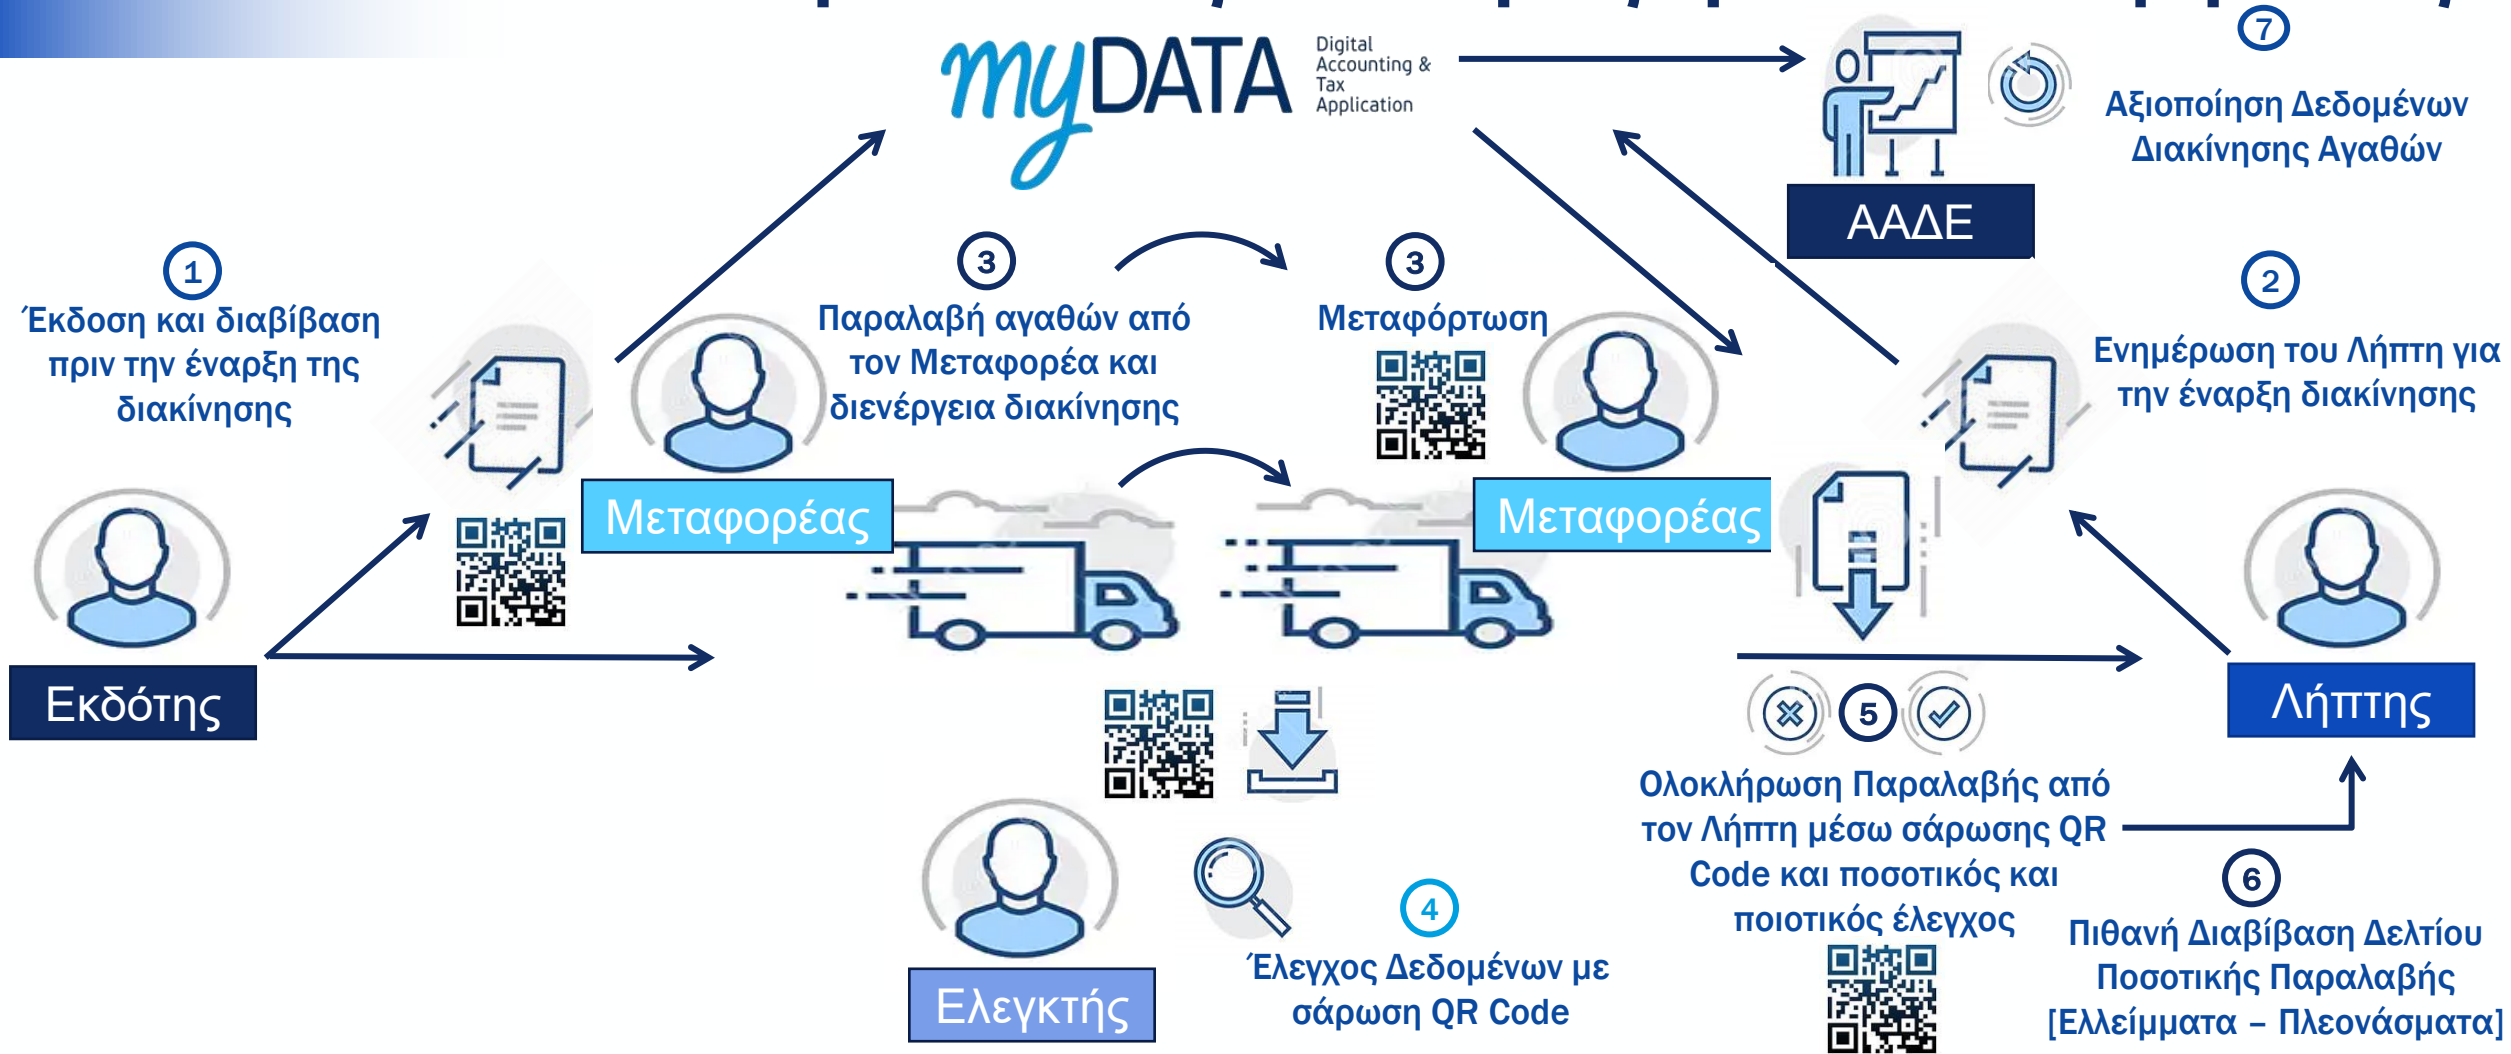 myDATA
Digital
Accounting &
Tax
Application
7
Αξιοποίηση Δεδομένων
Διακίνησης Αγαθών
ΑΑΔΕ
1
Έκδοση και διαβίβαση
πριν την έναρξη της
διακίνησης
3
Παραλαβή αγαθών από
τον Μεταφορέα και
διενέργεια διακίνησης
3
Μεταφόρτωση
2
Ενημέρωση του Λήπτη για
την έναρξη διακίνησης
Μεταφορέας
Μεταφορέας
Εκδότης
Λήπτης
5
Ολοκλήρωση Παραλαβής από
τον Λήπτη μέσω σάρωσης QR
Code και ποσοτικός και
ποιοτικός έλεγχος
4
Έλεγχος Δεδομένων με
σάρωση QR Code
Ελεγκτής
6
Πιθανή Διαβίβαση Δελτίου
Ποσοτικής Παραλαβής
[Ελλείμματα – Πλεονάσματα]